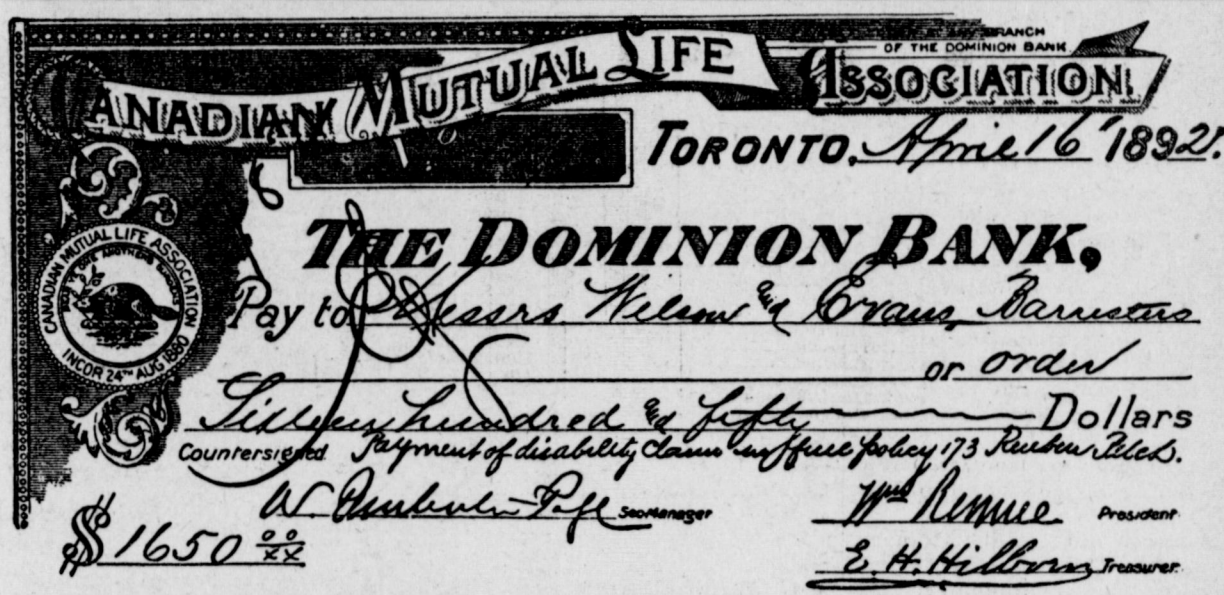 BRANCH
OF THE DOMINION BANK
CANADIAN MUTUAL LIFE ASSOCIATION
TORONTO, April 16 1892.
THE DOMINION BANK,
CANADIAN MUTUAL LIFE ASSOCIATION
INCOR 24TH AUG 1880
Pay to Messrs Wilson and Evans, Barristers
or order
Sixteen hundred and fifty Dollars
Countersigned Payment of disability Claim in full policy 173 Reuben
W. Pemberton Page Sec Manager
Wm Rennie President
$ 1650 00/xx
E. H. Hilborn Treasurer.